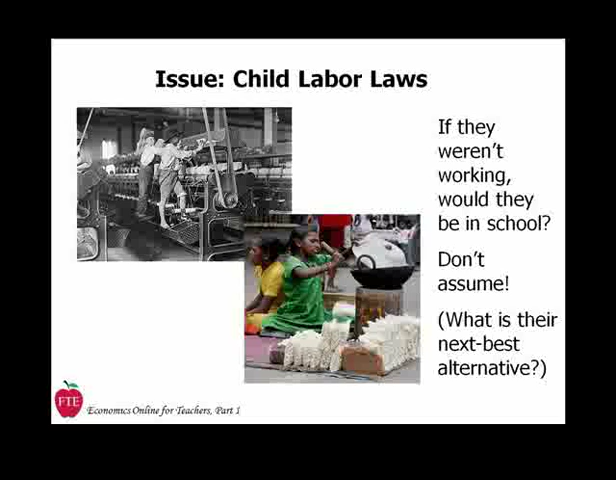 Issue: Child Labor Laws
If they
weren't
working,
would they
be in school?
Don't
assume!
(What is their
next-best
alternative?)
FTE
Economics Online for Teachers, Part 1